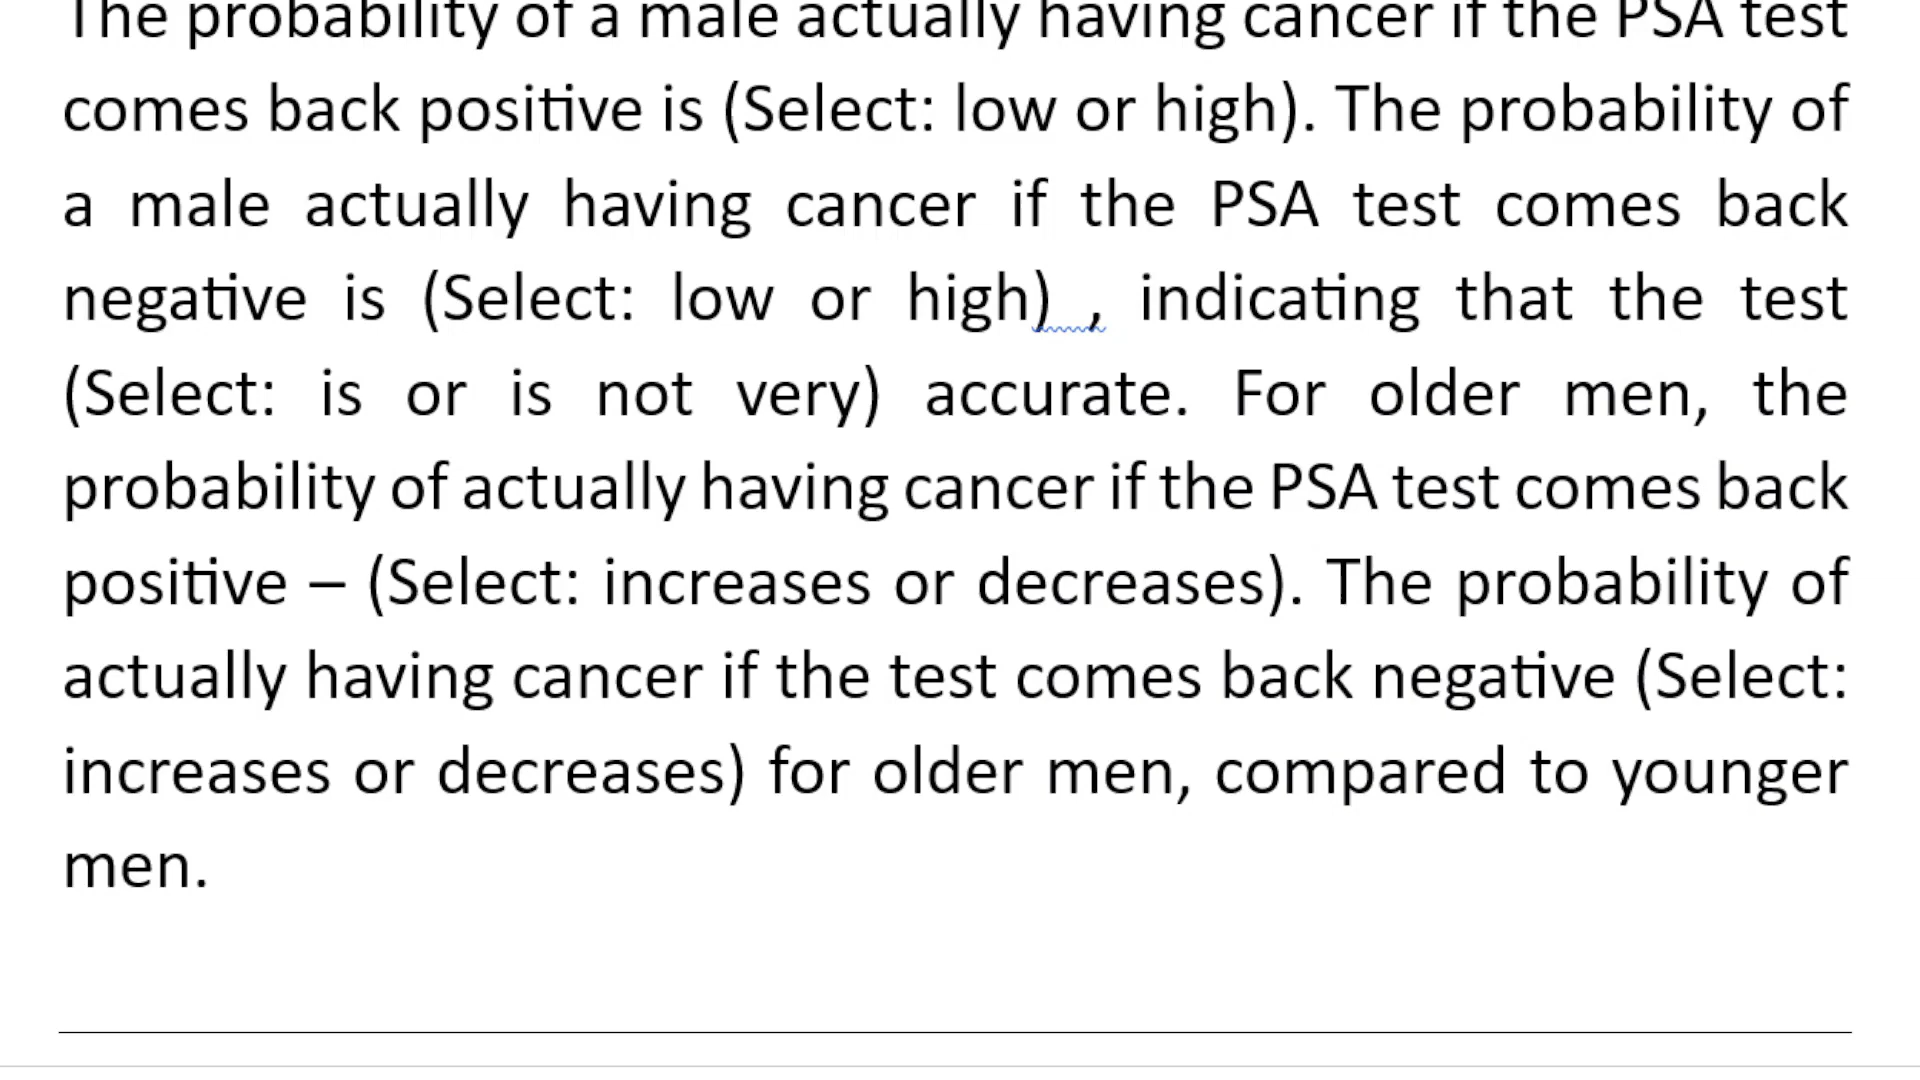 The probability of a male actually having cancer if the PSA test
comes back positive is (Select: low or high). The probability of
a male actually having cancer if the PSA test comes back
negative is (Select: low or high) , indicating that the test
(Select: is or is not very) accurate. For older men, the
probability of actually having cancer if the PSA test comes back
positive – (Select: increases or decreases). The probability of
actually having cancer if the test comes back negative (Select:
increases or decreases) for older men, compared to younger
men.